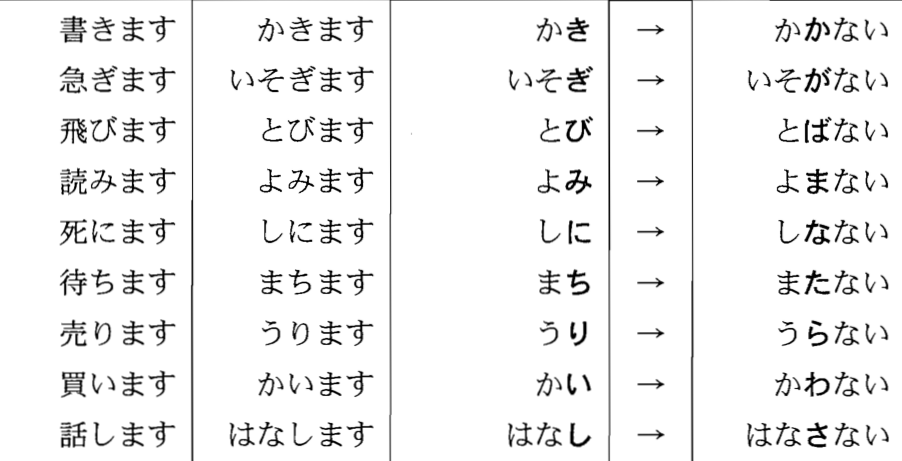 書きます かきます かき → かかない
急ぎます いそぎます いそぎ → いそがない
飛びます とびます とび → とばない
読みます よみます よみ → よまない
死にます しにます しに → しなない
待ちます まちます まち → またない
売ります うります うり → うらない
買います かいます かい → かわない
話します はなします はなし → はなさない